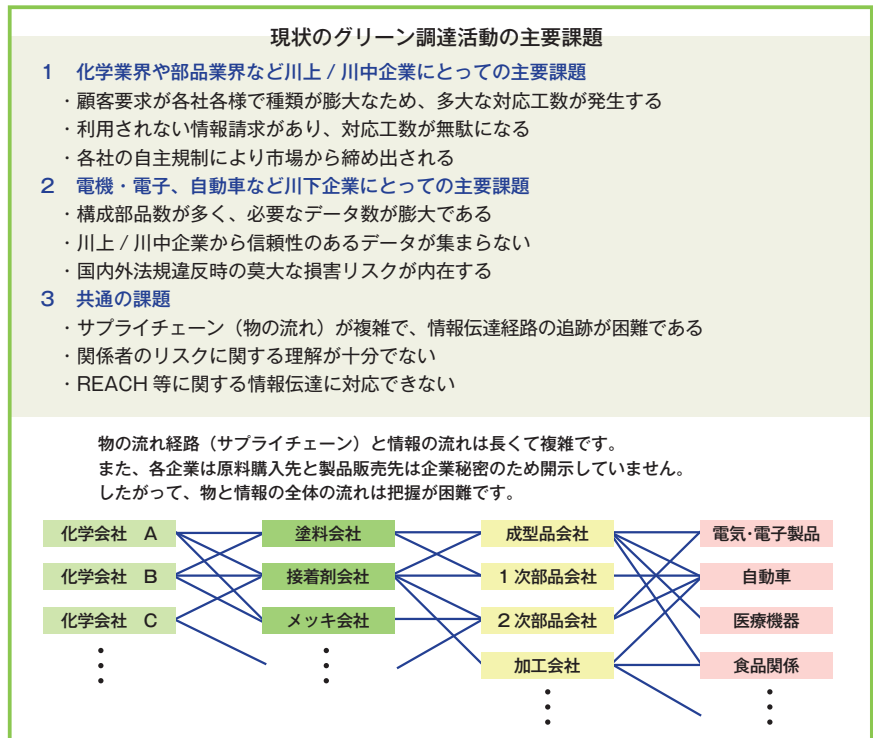 現状のグリーン調達活動の主要課題
1 化学業界や部品業界など川上 / 川中企業にとっての主要課題
・顧客要求が各社各様で種類が膨大なため、多大な対応工数が発生する
・利用されない情報請求があり、対応工数が無駄になる
・各社の自主規制により市場から締め出される
2 電機・電子、自動車など川下企業にとっての主要課題
・構成部品数が多く、必要なデータ数が膨大である
・川上 / 川中企業から信頼性のあるデータが集まらない
・国内外法規違反時の莫大な損害リスクが内在する
3 共通の課題
・サプライチェーン（物の流れ）が複雑で、情報伝達経路の追跡が困難である
・関係者のリスクに関する理解が十分でない
・REACH 等に関する情報伝達に対応できない
物の流れ経路（サプライチェーン）と情報の流れは長くて複雑です。
また、各企業は原料購入先と製品販売先は企業秘密のため開示していません。
したがって、物と情報の全体の流れは把握が困難です。
化学会社 A 塗料会社 成型品会社 電気・電子製品
化学会社 B 接着剤会社 1 次部品会社 自動車
化学会社 C メッキ会社 2 次部品会社 医療機器
加工会社 食品関係